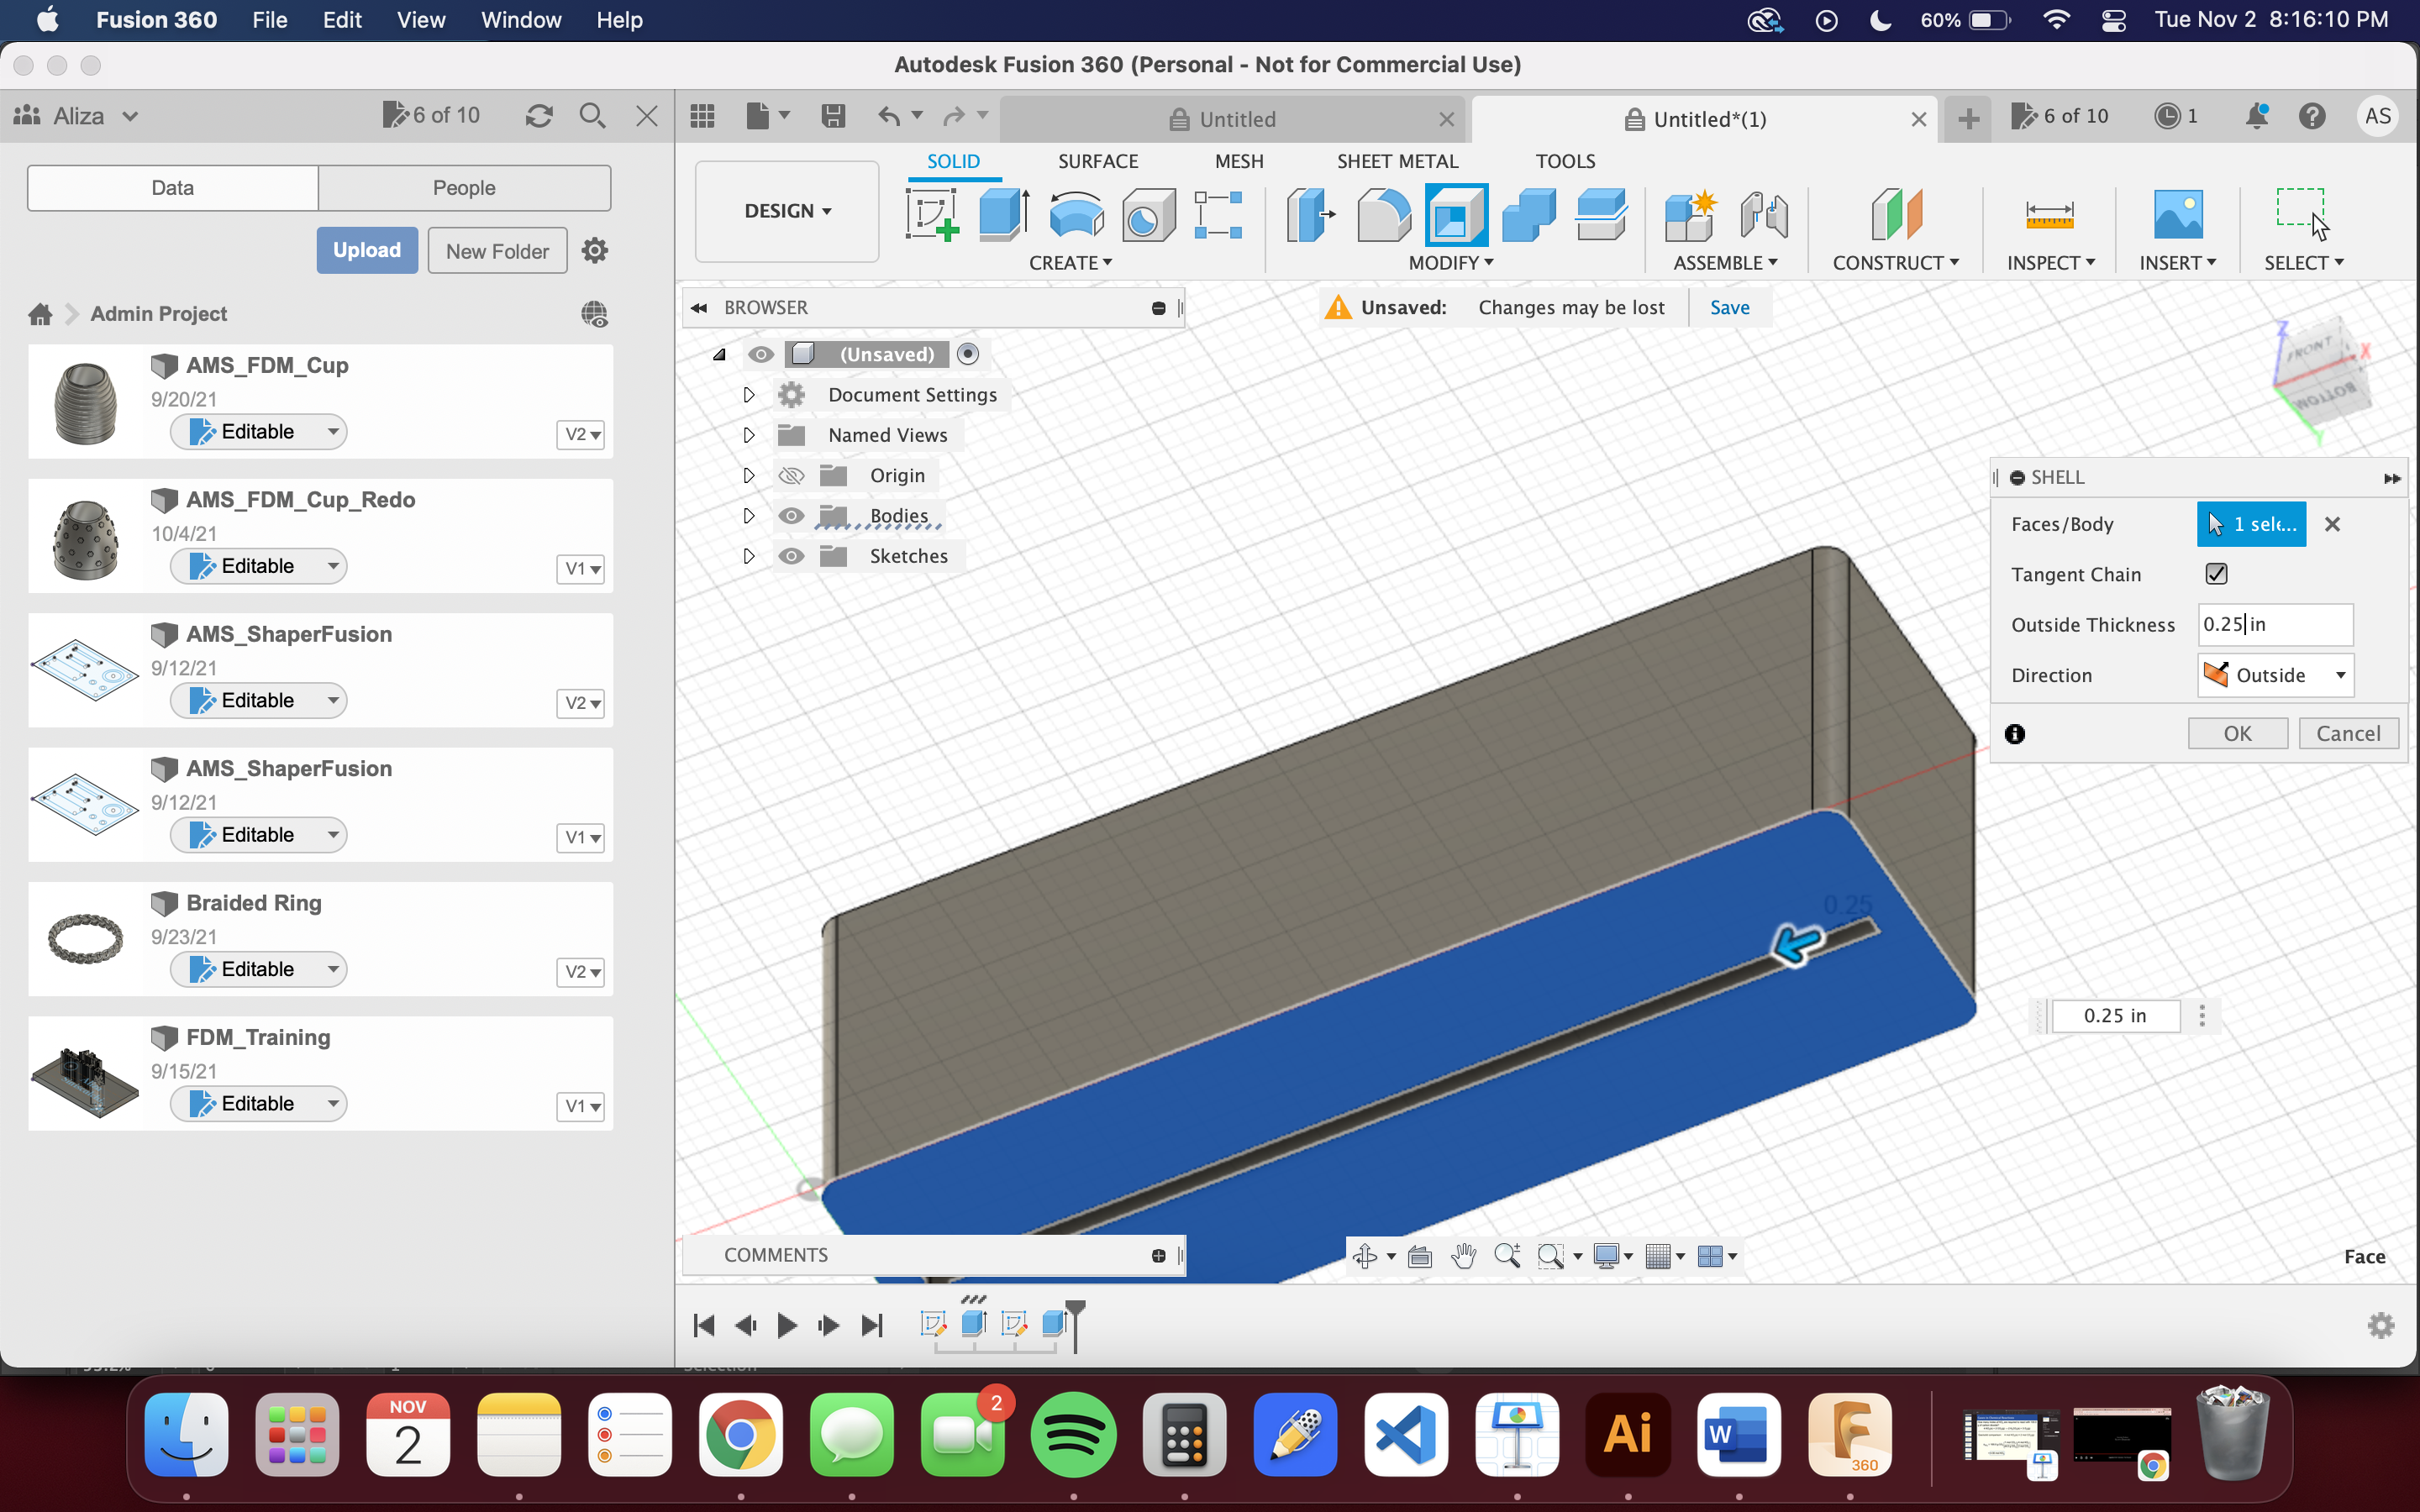 Fusion 360 File Edit View Window Help 60% Tue Nov 2 8:16:10 PM
Autodesk Fusion 360 (Personal - Not for Commercial Use)
Aliza 6 of 10 Untitled Untitled*(1) 6 of 10 1 AS
Data People
Upload New Folder
Admin Project
AMS_FDM_Cup
9/20/21
Editable V2
AMS_FDM_Cup_Redo
10/4/21
Editable V1
AMS_ShaperFusion
9/12/21
Editable V2
AMS_ShaperFusion
9/12/21
Editable V1
Braided Ring
9/23/21
Editable V2
FDM_Training
9/15/21
Editable V1
SOLID SURFACE MESH SHEET METAL TOOLS
DESIGN
CREATE MODIFY ASSEMBLE CONSTRUCT INSPECT INSERT SELECT
BROWSER
Unsaved: Changes may be lost Save
(Unsaved)
Document Settings
Named Views
Origin
Bodies
Sketches
Z
FRONT
X
BOTTOM
Y
SHELL
Faces/Body 1 sele...
Tangent Chain
Outside Thickness 0.25 in
Direction Outside
OK Cancel
0.25
0.25 in
COMMENTS
Face
NOV
2
2
Ai
W
360